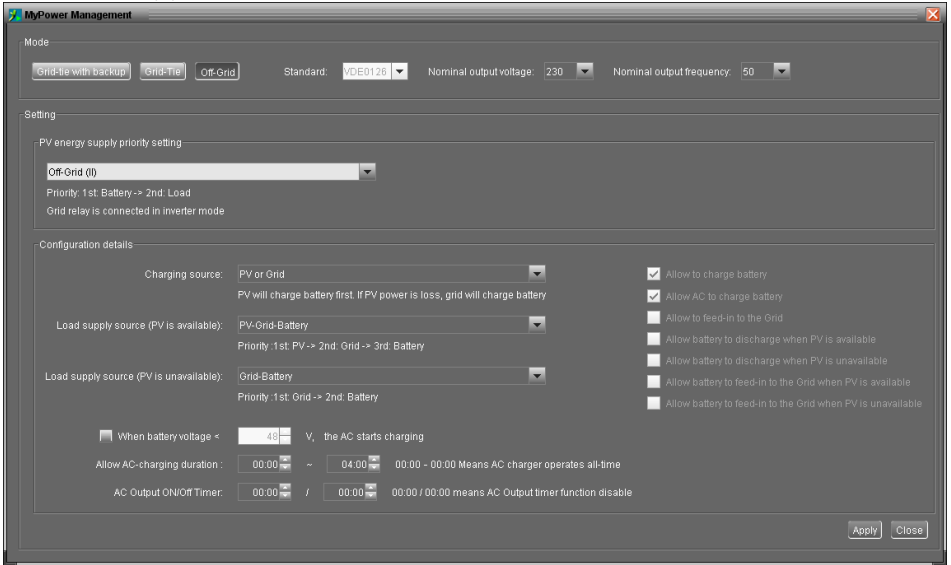 MyPower Management
Mode
Grid-tie with backup Grid-Tie Off-Grid Standard: VDE0126 Nominal output voltage: 230 Nominal output frequency: 50
Setting
PV energy supply priority setting
Off-Grid (II)
Priority: 1st: Battery -> 2nd: Load
Grid relay is connected in inverter mode
Configuration details
Charging source: PV or Grid
PV will charge battery first. If PV power is loss, grid will charge battery
Load supply source (PV is available): PV-Grid-Battery
Priority :1st: PV -> 2nd: Grid -> 3rd: Battery
Load supply source (PV is unavailable): Grid-Battery
Priority :1st: Grid -> 2nd: Battery
When battery voltage < 48 V, the AC starts charging
Allow AC-charging duration : 00:00 ~ 04:00 00:00 - 00:00 Means AC charger operates all-time
AC Output ON/Off Timer: 00:00 / 00:00 00:00 / 00:00 means AC Output timer function disable
Allow to charge battery
Allow AC to charge battery
Allow to feed-in to the Grid
Allow battery to discharge when PV is available
Allow battery to discharge when PV is unavailable
Allow battery to feed-in to the Grid when PV is available
Allow battery to feed-in to the Grid when PV is unavailable
Apply Close